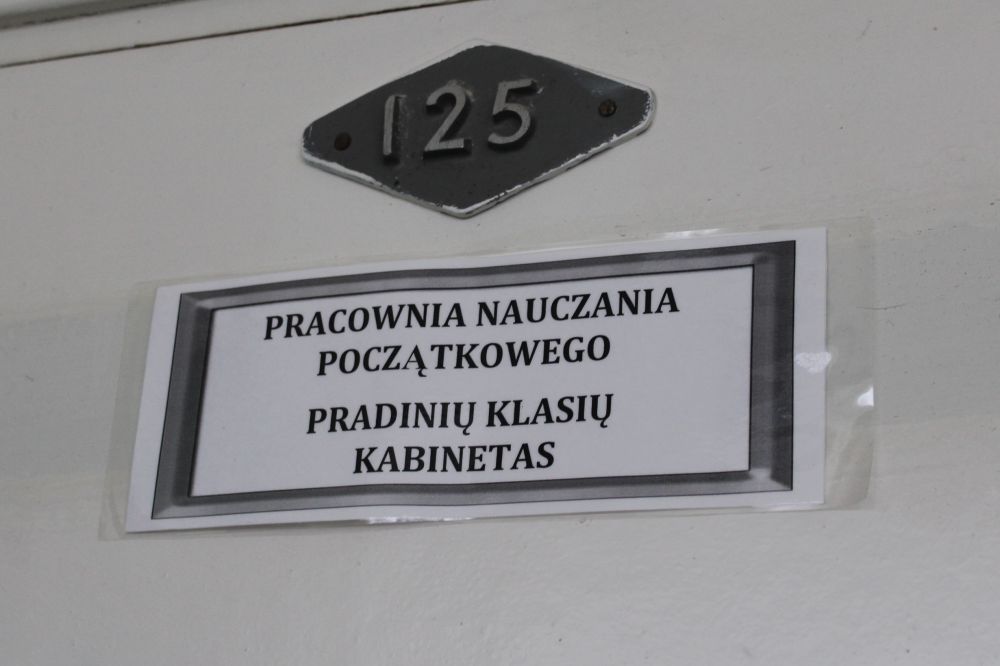 125
PRACOWNIA NAUCZANIA
POCZĄTKOWEGO
PRADINIŲ KLASIŲ
KABINETAS